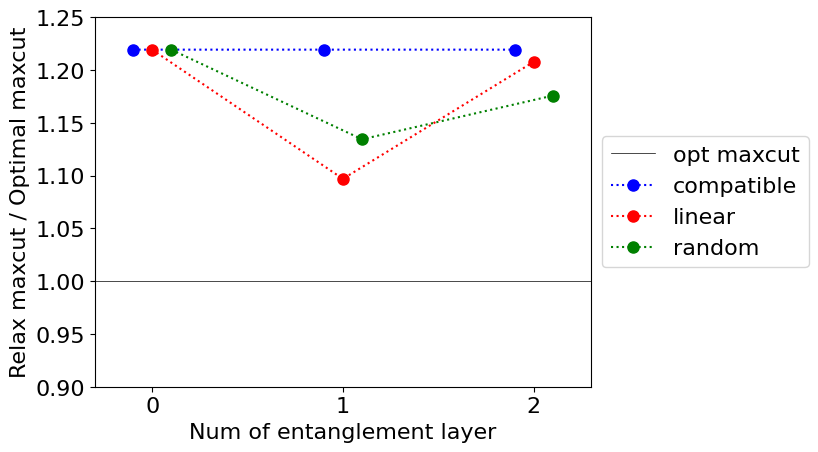 Relax maxcut / Optimal maxcut
1.25
1.20
1.15
1.10
1.05
1.00
0.95
0.90
0
1
2
Num of entanglement layer
opt maxcut
compatible
linear
random